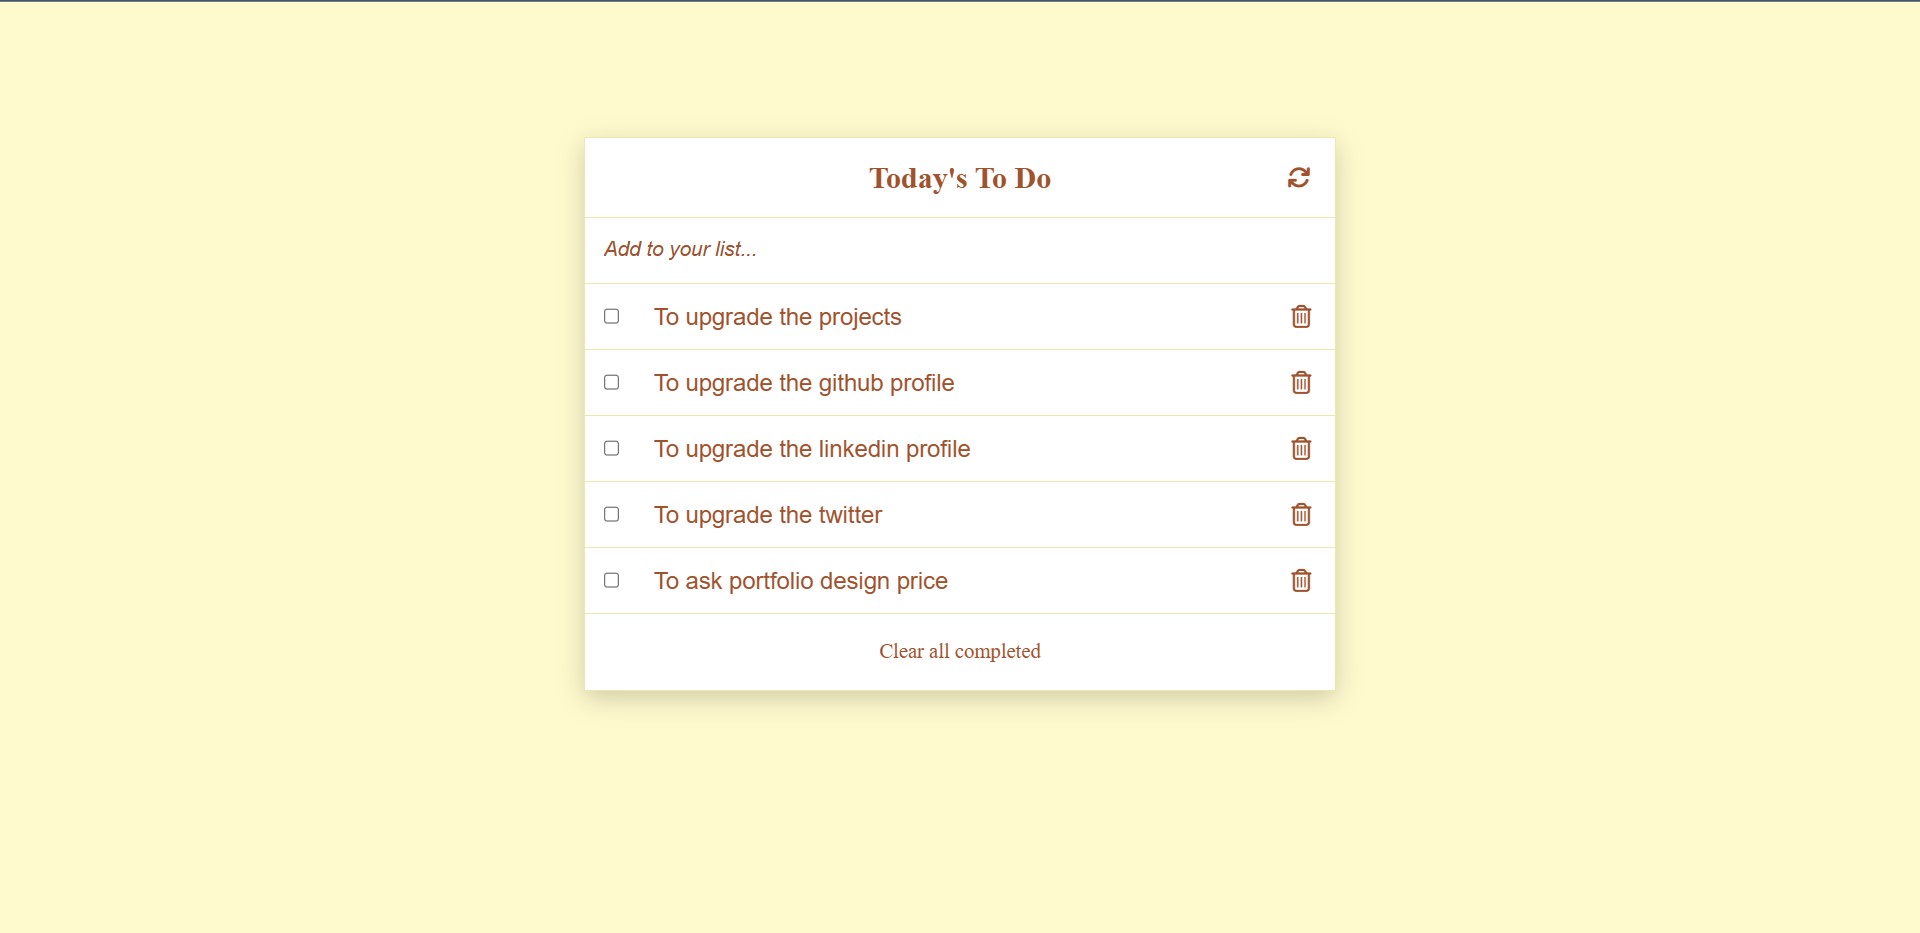 Today's To Do
Add to your list...
To upgrade the projects
To upgrade the github profile
To upgrade the linkedin profile
To upgrade the twitter
To ask portfolio design price
Clear all completed